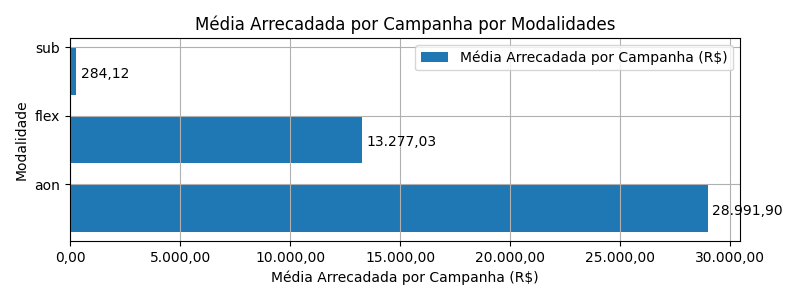 Média Arrecadada por Campanha por Modalidades
Média Arrecadada por Campanha (R$)
Modalidade
sub
284,12
flex
13.277,03
aon
28.991,90
0,00 5.000,00 10.000,00 15.000,00 20.000,00 25.000,00 30.000,00
Média Arrecadada por Campanha (R$)